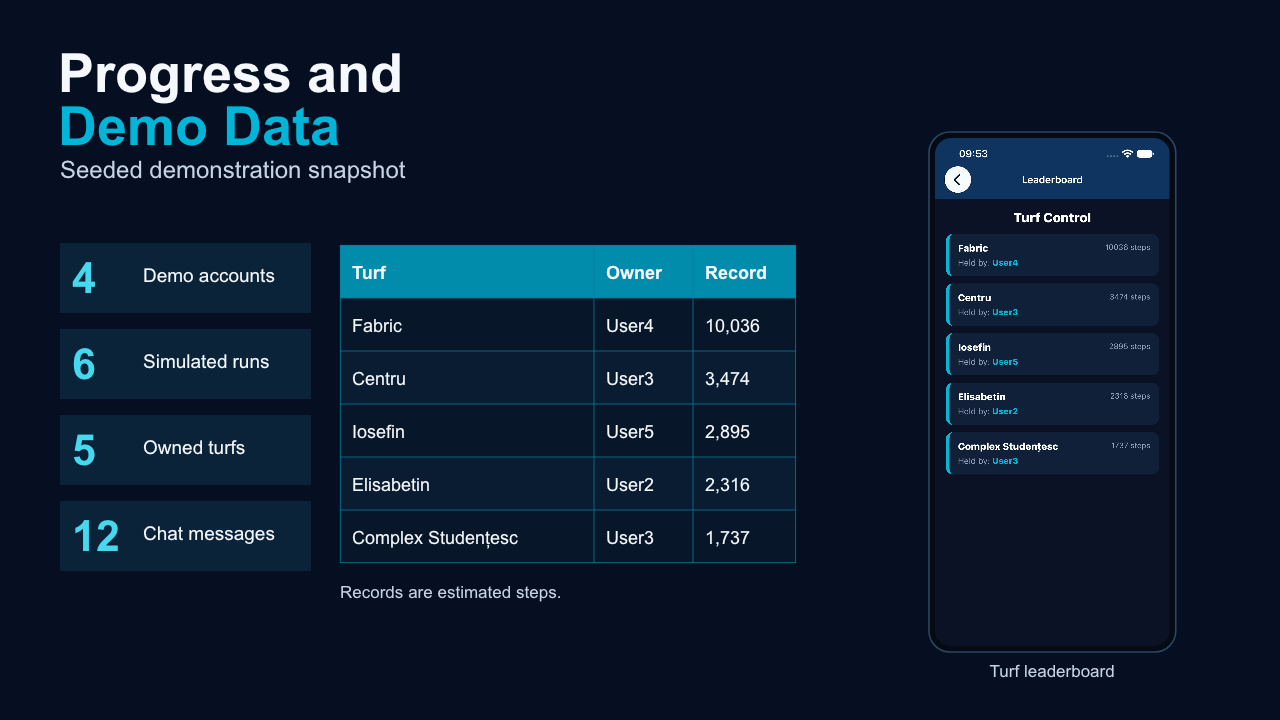 Progress and
Demo Data
Seeded demonstration snapshot
4 Demo accounts
6 Simulated runs
5 Owned turfs
12 Chat messages
Turf Owner Record
Fabric User4 10,036
Centru User3 3,474
Iosefin User5 2,895
Elisabetin User2 2,316
Complex Studențesc User3 1,737
Records are estimated steps.
09:53
Leaderboard
Turf Control
Fabric 10036 steps
Held by: User4
Centru 3474 steps
Held by: User3
Iosefin 2895 steps
Held by: User5
Elisabetin 2316 steps
Held by: User2
Complex Studențesc 1737 steps
Held by: User3
Turf leaderboard